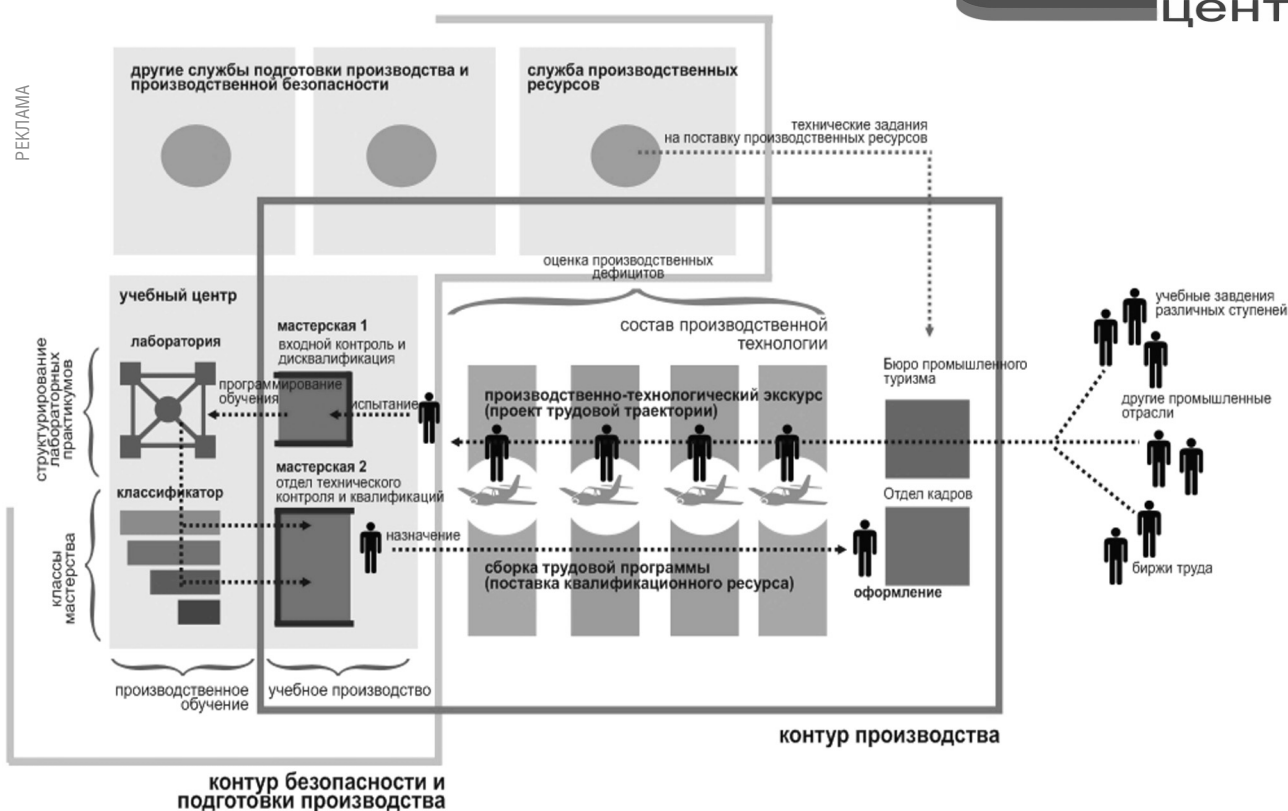 цент
РЕКЛАМА
другие службы подготовки производства и
производственной безопасности
служба производственных
ресурсов
технические задания
на поставку производственных ресурсов
оценка производственных
дефицитов
учебный центр
лаборатория
мастерская 1
входной контроль и
дисквалификация
состав производственной
технологии
учебные завдения
различных ступеней
структурирование
лабораторных
практикумов
программирование
обучения
испытание
производственно-технологический экскурс
(проект трудовой траектории)
Бюро промышленного
туризма
другие промышленные
отрасли
мастерская 2
отдел технического
контроля и квалификаций
классификатор
Отдел кадров
классы
мастерства
назначение
сборка трудовой программы
(поставка квалификационного ресурса)
оформление
биржи труда
производственное
обучение
учебное производство
контур производства
контур безопасности и
подготовки производства